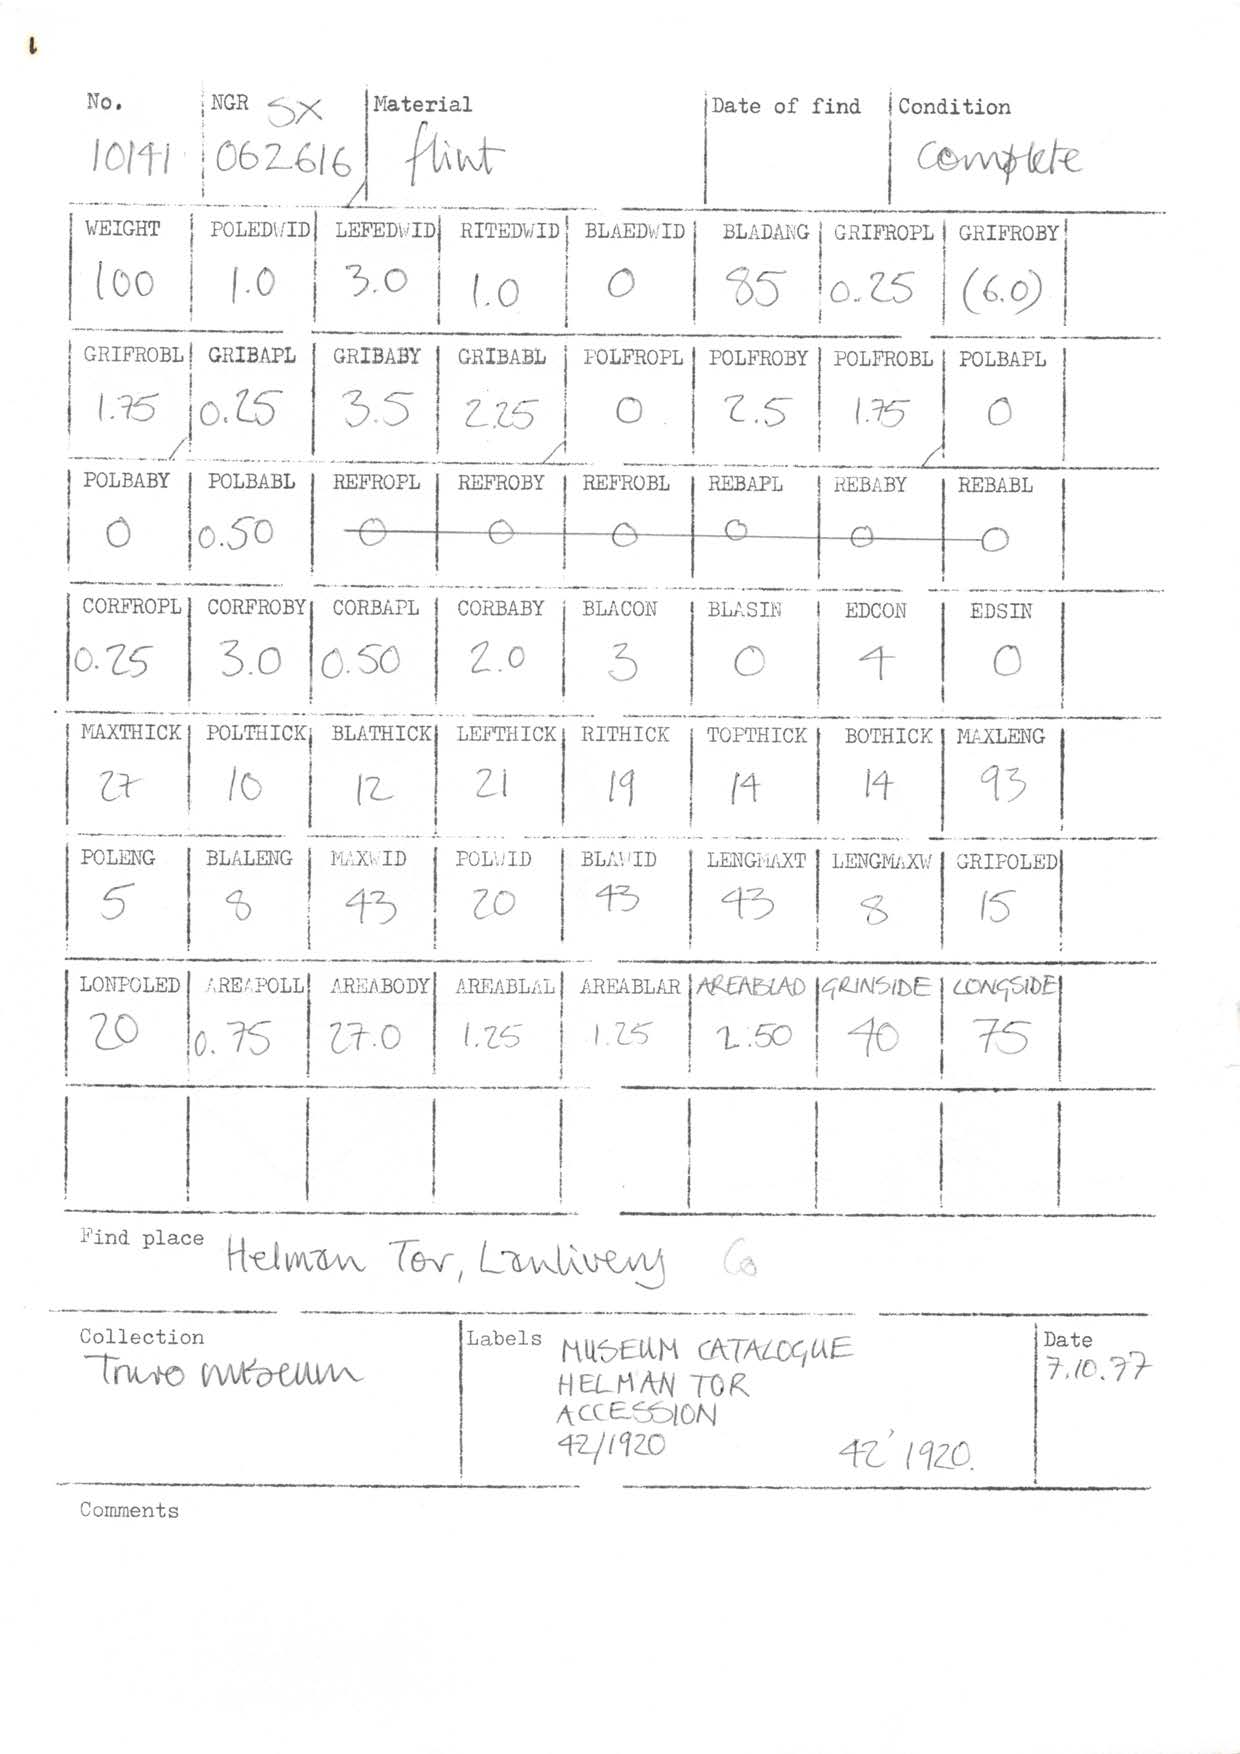 No. NGR SX Material Date of find Condition
10141 062616 flint complete
WEIGHT POLEDWID LEFEDWID RITEDWID BLAEDWID BLADANG GRIFROPL GRIFROBY
100 1.0 3.0 1.0 0 85 0.25 (6.0)
GRIFROBL GRIBAPL GRIBABY GRIBABL POLFROPL POLFROBY POLFROBL POLBAPL
1.75 0.25 3.5 2.25 0 2.5 1.75 0
POLBABY POLBABL REFROPL REFROBY REFROBL REBAPL REBABY REBABL
0 0.50 0 0 0 0 0 0
CORFROPL CORFROBY CORBAPL CORBABY BLACON BLASIN EDCON EDSIN
0.25 3.0 0.50 2.0 3 0 4 0
MAXTHICK POLTHICK BLATHICK LEFTHICK RITHICK TOPTHICK BOTHICK MAXLENG
27 10 12 21 19 14 14 93
POLENG BLALENG MAXWID POLWID BLAWID LENGMAXT LENGMAXW GRIPOLED
5 8 43 20 43 43 8 15
LONPOLED AREAPOLL AREABODY AREABLAL AREABLAR AREABLAD GRINSIDE LONGSIDE
20 0.75 27.0 1.25 1.25 2.50 40 75
Find place Helman Tor, Lanlivery Co
Collection Labels MUSEUM CATALOGUE Date
Truro museum HELMAN TOR 7.10.77
ACCESSION
42/1920 42' 1920.
Comments